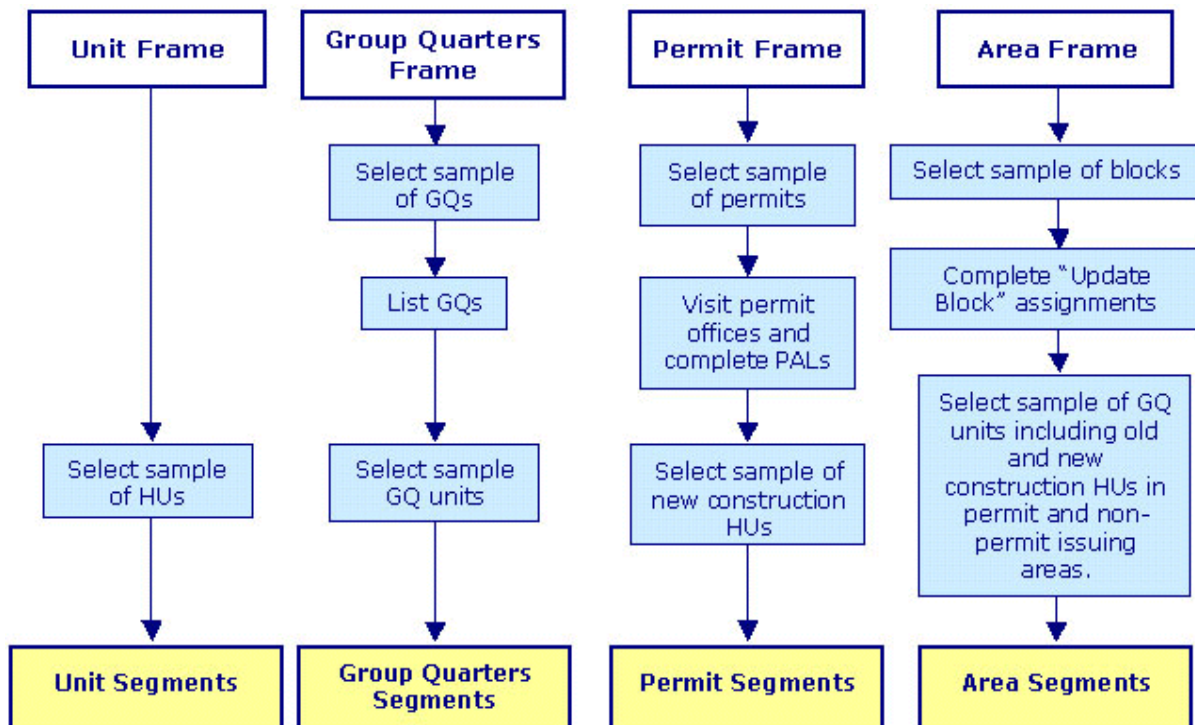 Unit Frame
Group Quarters
Frame
Permit Frame
Area Frame
Select sample
of GQs
Select sample
of permits
Select sample of blocks
List GQs
Visit permit
offices and
complete PALs
Complete “Update
Block” assignments
Select sample
of HUs
Select sample
GQ units
Select sample of
new construction
HUs
Select sample of GQ
units including old
and new
construction HUs in
permit and non-
permit issuing
areas.
Unit Segments
Group Quarters
Segments
Permit Segments
Area Segments